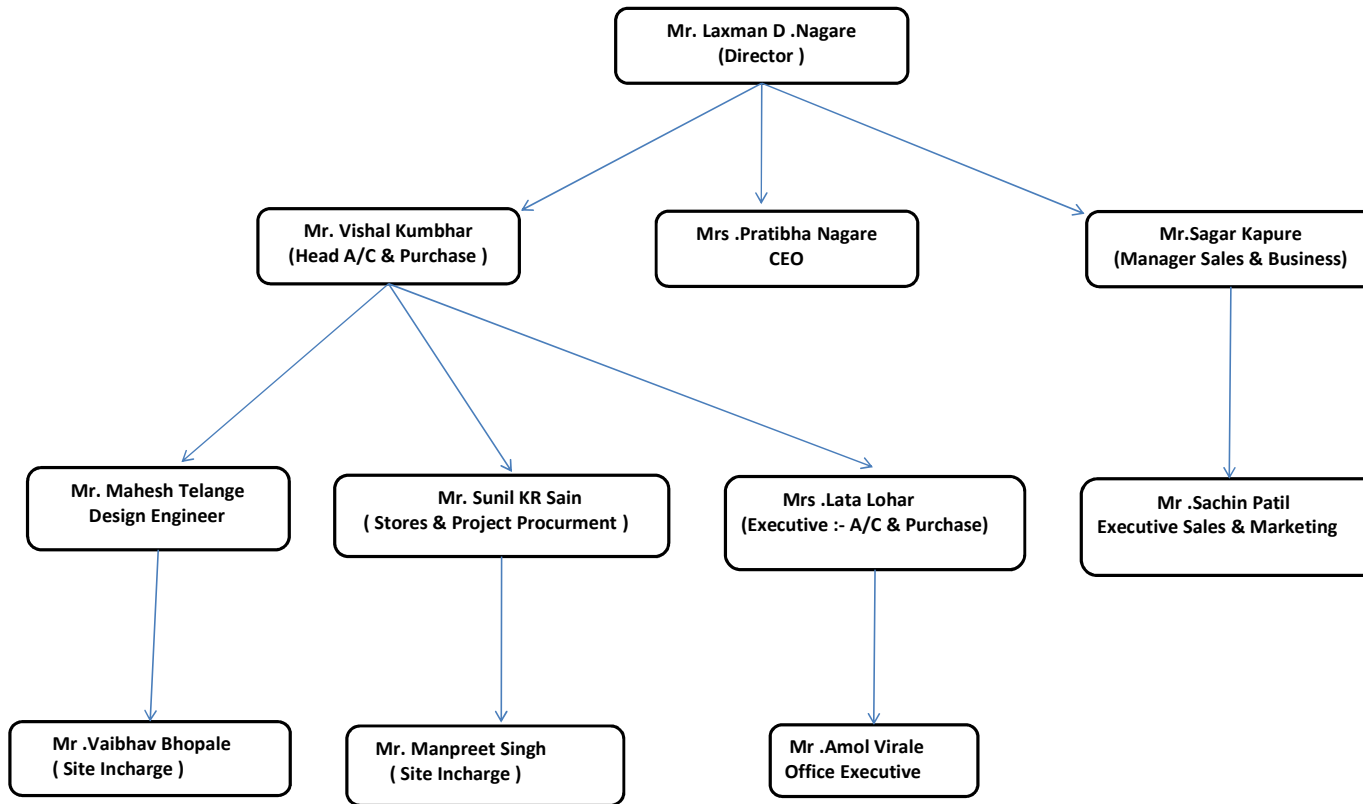 Mr. Laxman D .Nagare
(Director )
Mr. Vishal Kumbhar
(Head A/C & Purchase )
Mrs .Pratibha Nagare
CEO
Mr.Sagar Kapure
(Manager Sales & Business)
Mr. Mahesh Telange
Design Engineer
Mr. Sunil KR Sain
( Stores & Project Procurment )
Mrs .Lata Lohar
(Executive :- A/C & Purchase)
Mr .Sachin Patil
Executive Sales & Marketing
Mr .Vaibhav Bhopale
( Site Incharge )
Mr. Manpreet Singh
( Site Incharge )
Mr .Amol Virale
Office Executive